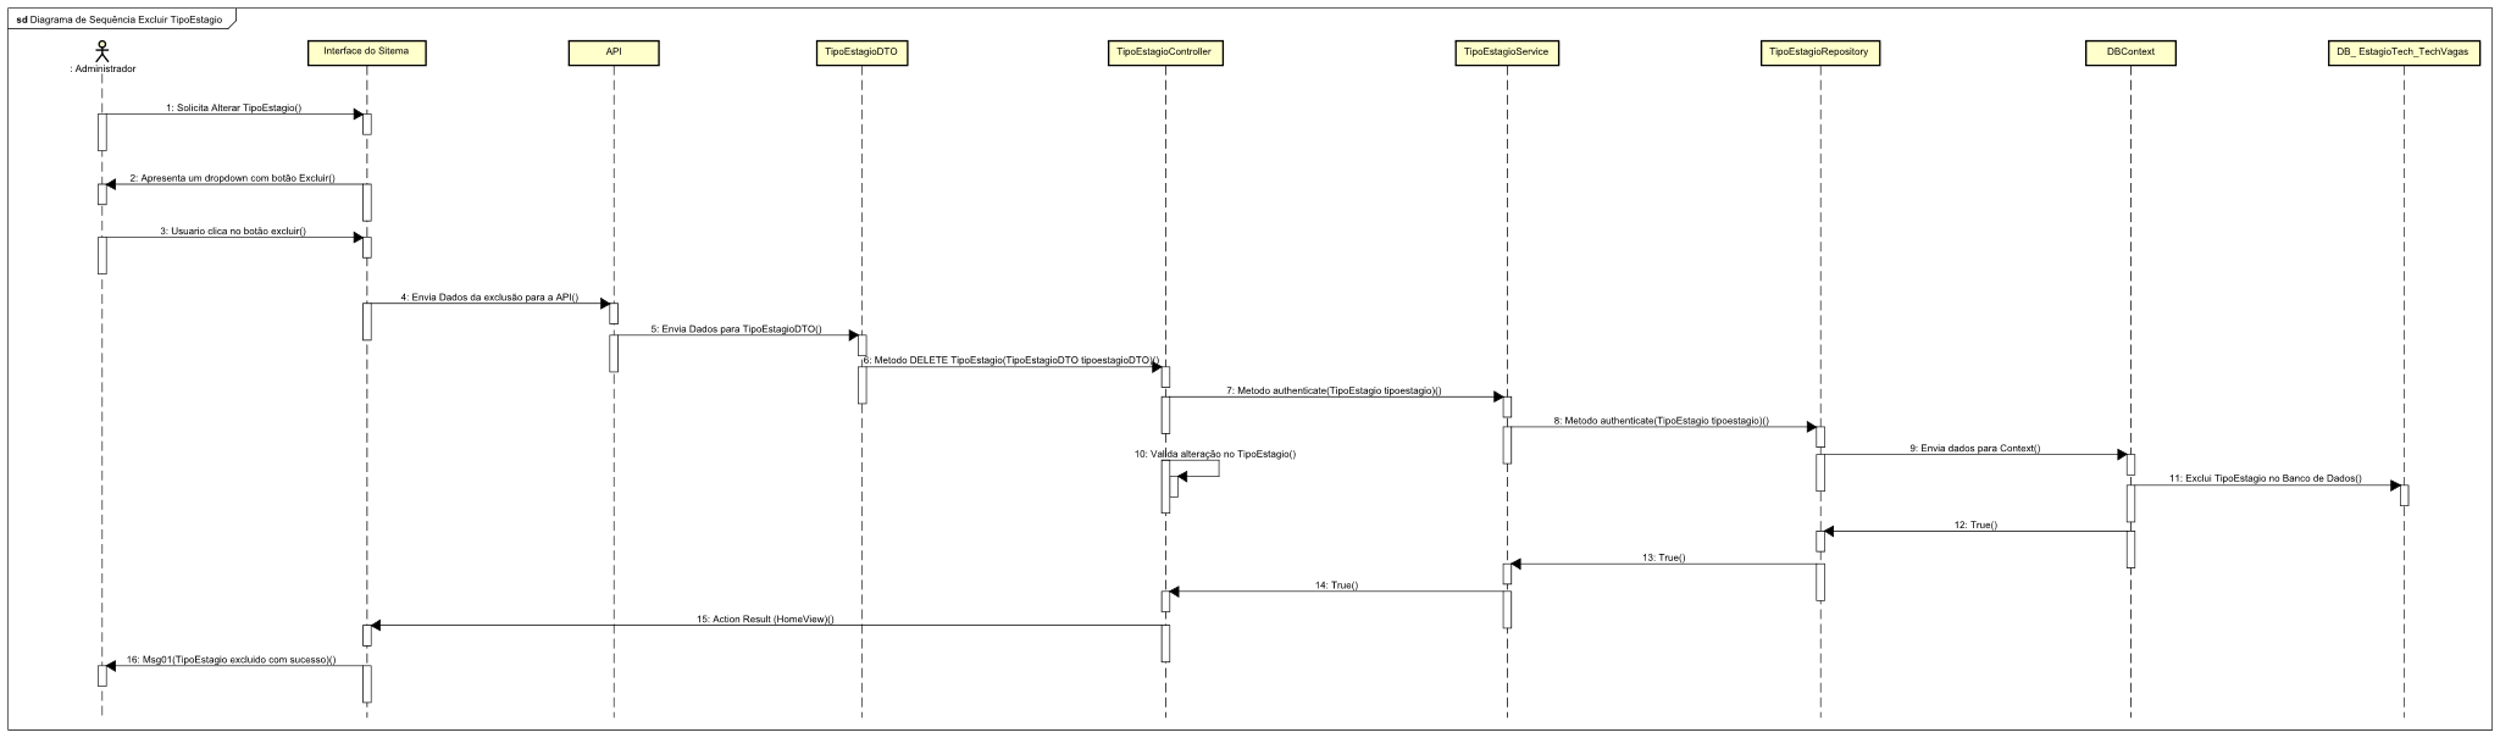 sd Diagrama de Sequência Excluir TipoEstagio
: Administrador
Interface do Sitema
API
TipoEstagioDTO
TipoEstagioController
TipoEstagioService
TipoEstagioRepository
DBContext
DB_ EstagioTech_TechVagas
1: Solicita Alterar TipoEstagio()
2: Apresenta um dropdown com botão Excluir()
3: Usuario clica no botão excluir()
4: Envia Dados da exclusão para a API()
5: Envia Dados para TipoEstagioDTO()
6: Metodo DELETE TipoEstagio(TipoEstagioDTO tipoestagioDTO)()
7: Metodo authenticate(TipoEstagio tipoestagio)()
8: Metodo authenticate(TipoEstagio tipoestagio)()
9: Envia dados para Context()
10: Valida alteração no TipoEstagio()
11: Exclui TipoEstagio no Banco de Dados()
12: True()
13: True()
14: True()
15: Action Result (HomeView)()
16: Msg01(TipoEstagio excluido com sucesso)()